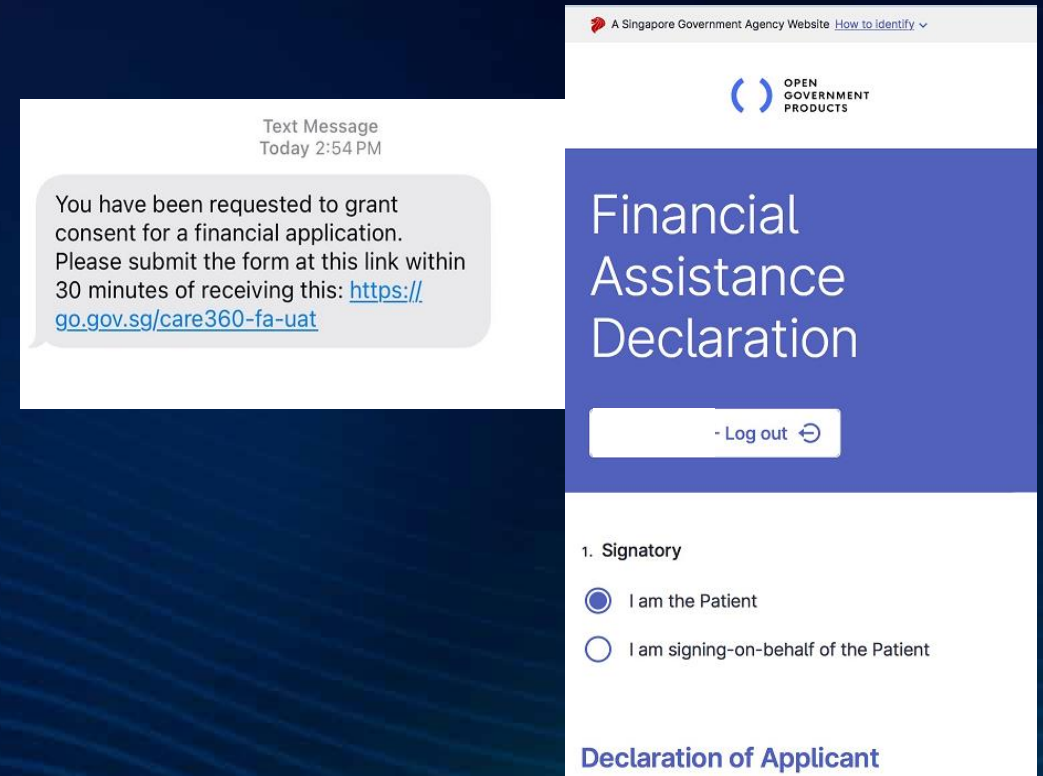 Text Message
Today 2:54 PM
You have been requested to grant
consent for a financial application.
Please submit the form at this link within
30 minutes of receiving this: https://
go.gov.sg/care360-fa-uat
A Singapore Government Agency Website How to identify
OPEN
GOVERNMENT
PRODUCTS
Financial
Assistance
Declaration
- Log out
1. Signatory
I am the Patient
I am signing-on-behalf of the Patient
Declaration of Applicant